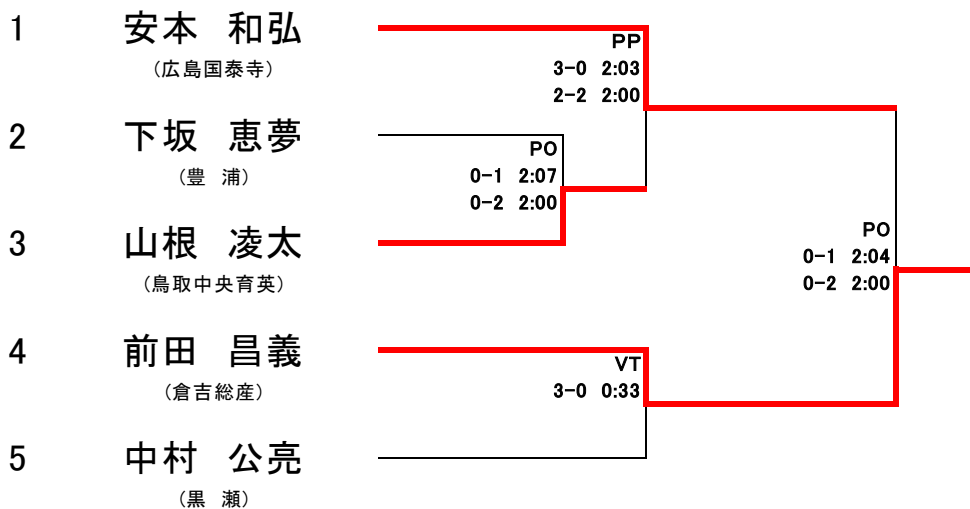 1 安本 和弘
(広島国泰寺)
PP
3-0 2:03
2-2 2:00
2 下坂 恵夢
(豊 浦)
PO
0-1 2:07
0-2 2:00
3 山根 凌太
(鳥取中央育英)
PO
0-1 2:04
0-2 2:00
4 前田 昌義
(倉吉総産)
VT
3-0 0:33
5 中村 公亮
(黒 瀬)